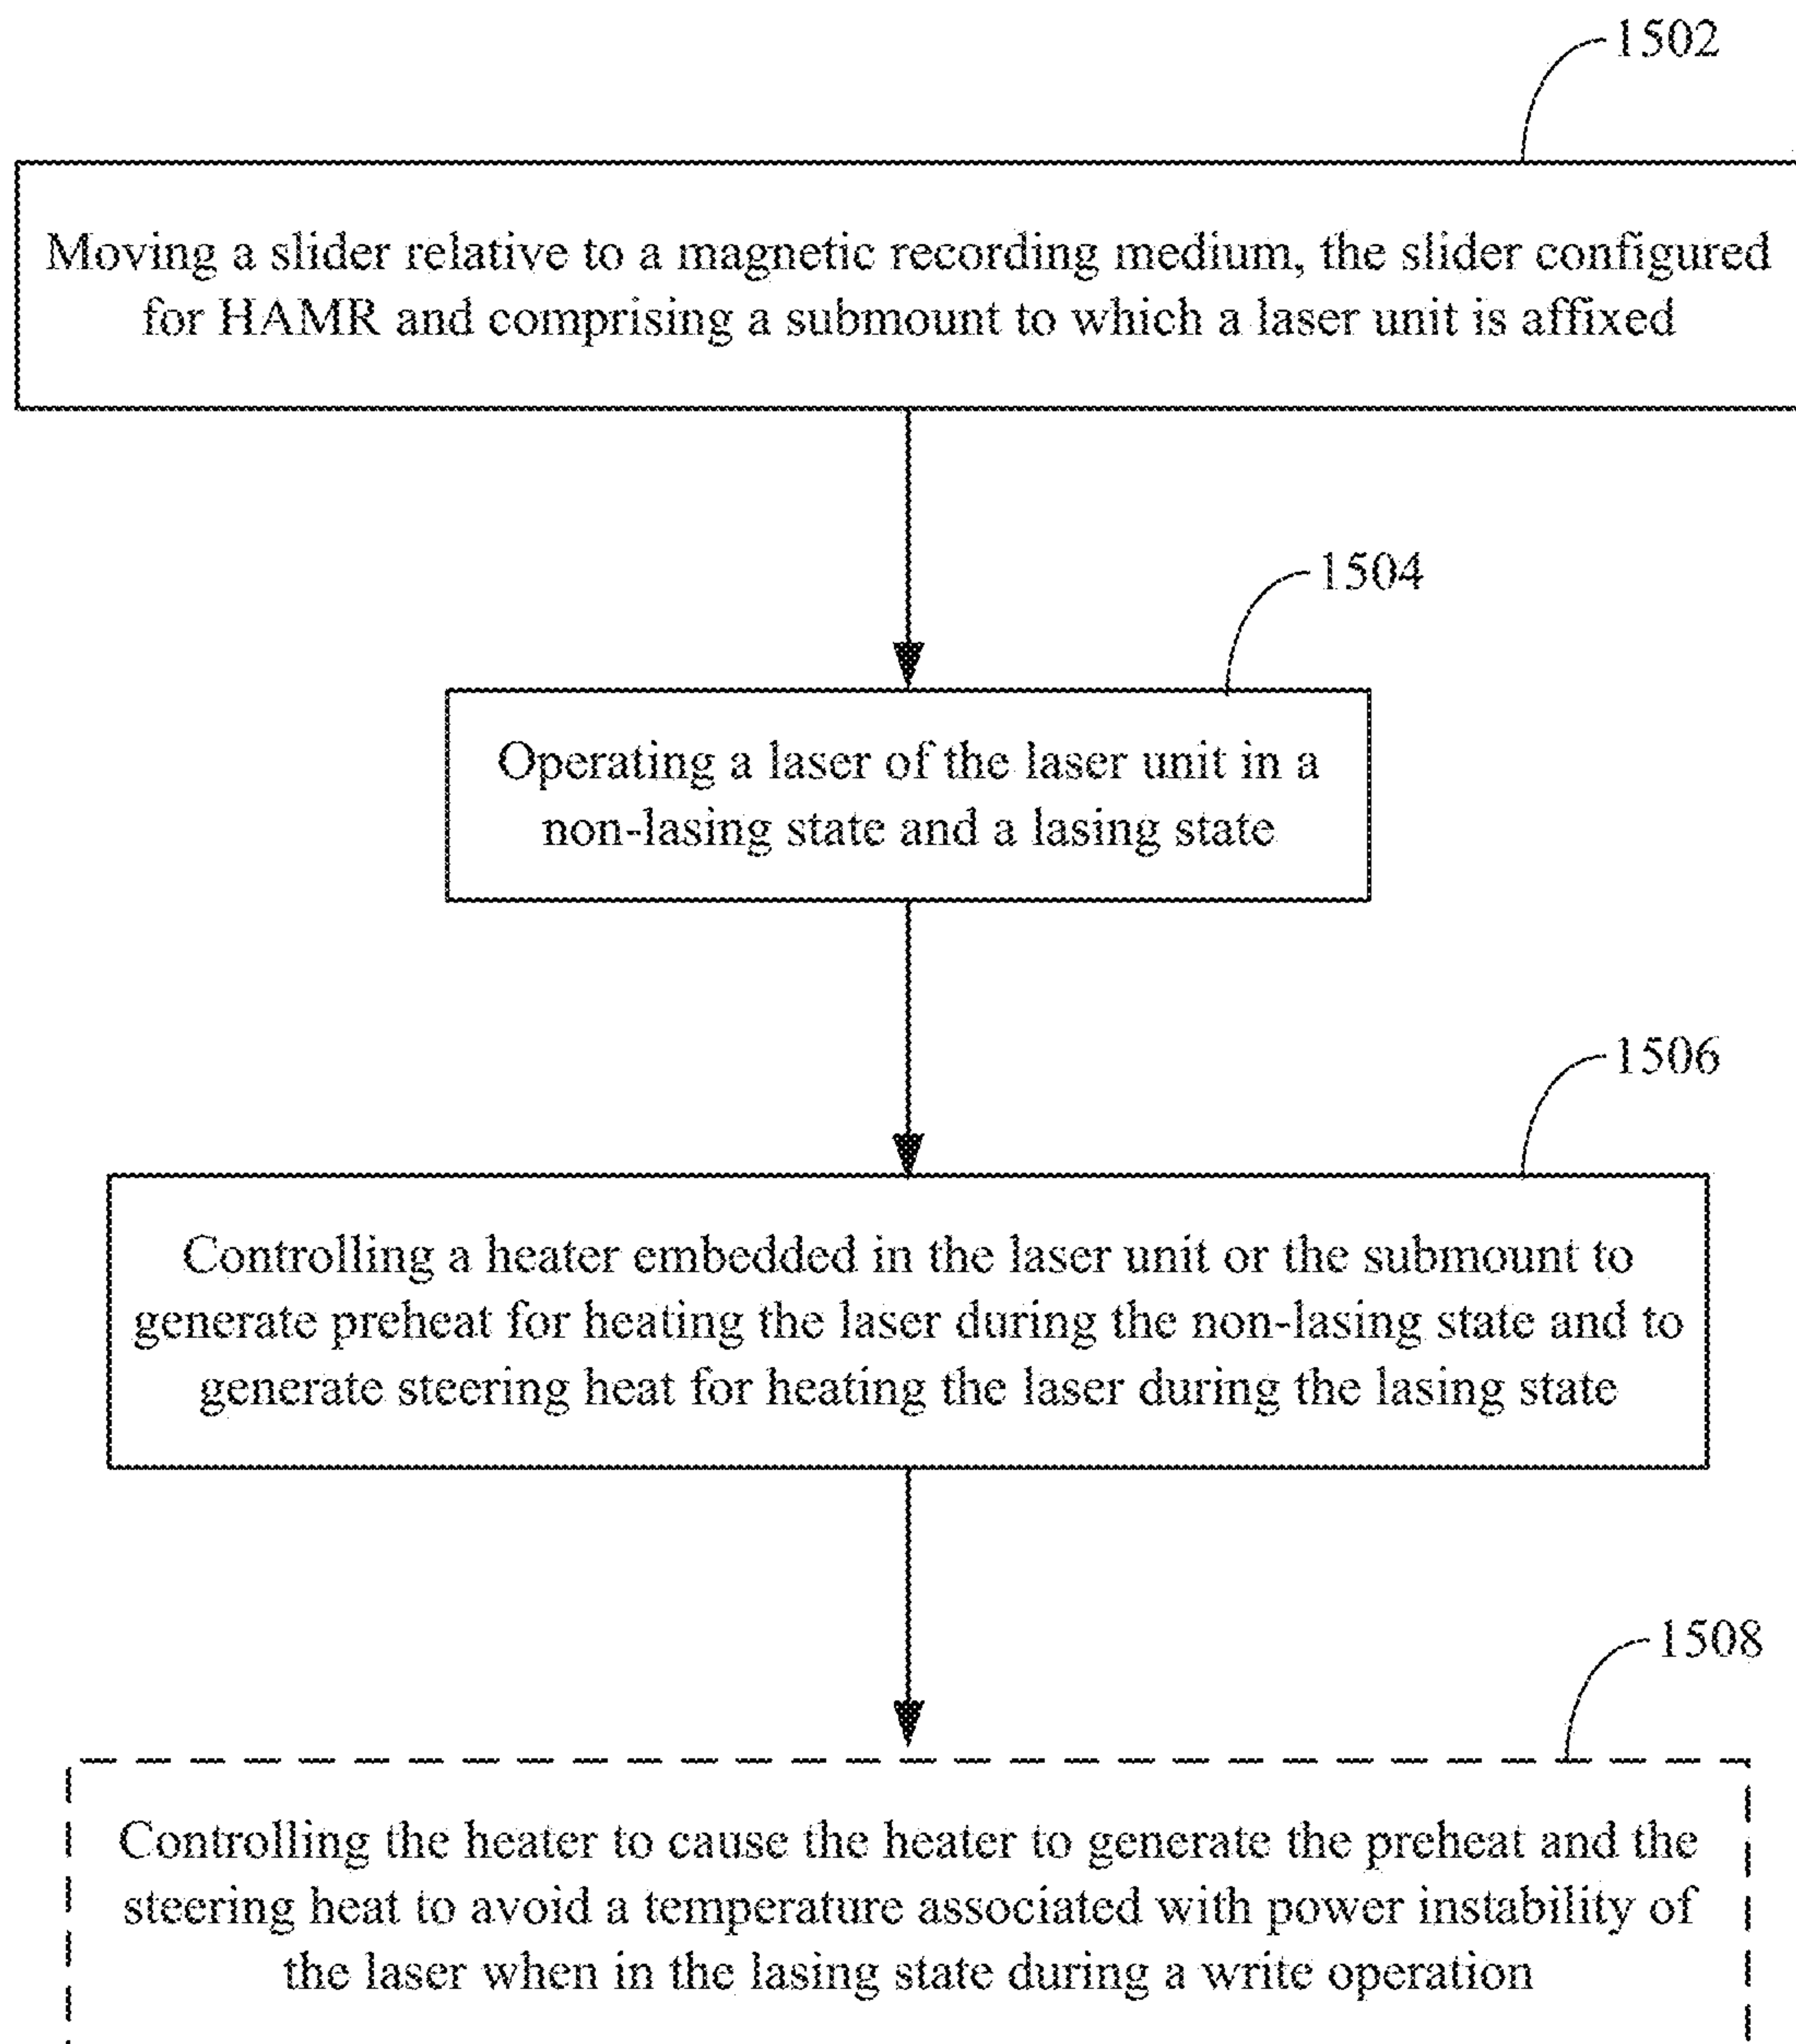 1502
Moving a slider relative to a magnetic recording medium, the slider configured
for HAMR and comprising a submount to which a laser unit is affixed
1504
Operating a laser of the laser unit in a
non-lasing state and a lasing state
1506
Controlling a heater embedded in the laser unit or the submount to
generate preheat for heating the laser during the non-lasing state and to
generate steering heat for heating the laser during the lasing state
1508
Controlling the heater to cause the heater to generate the preheat and the
steering heat to avoid a temperature associated with power instability of
the laser when in the lasing state during a write operation